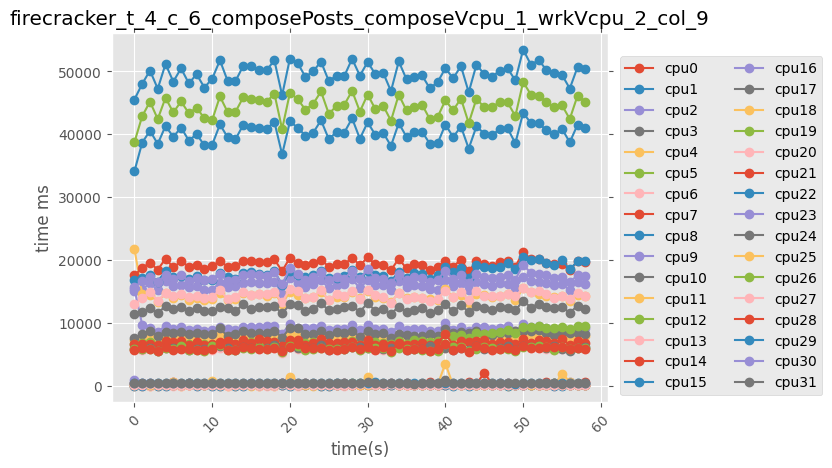 firecracker_t_4_c_6_composePosts_composeVcpu_1_wrkVcpu_2_col_9
time ms
50000
40000
30000
20000
10000
0
0
10
20
30
40
50
60
time(s)
cpu0
cpu1
cpu2
cpu3
cpu4
cpu5
cpu6
cpu7
cpu8
cpu9
cpu10
cpu11
cpu12
cpu13
cpu14
cpu15
cpu16
cpu17
cpu18
cpu19
cpu20
cpu21
cpu22
cpu23
cpu24
cpu25
cpu26
cpu27
cpu28
cpu29
cpu30
cpu31